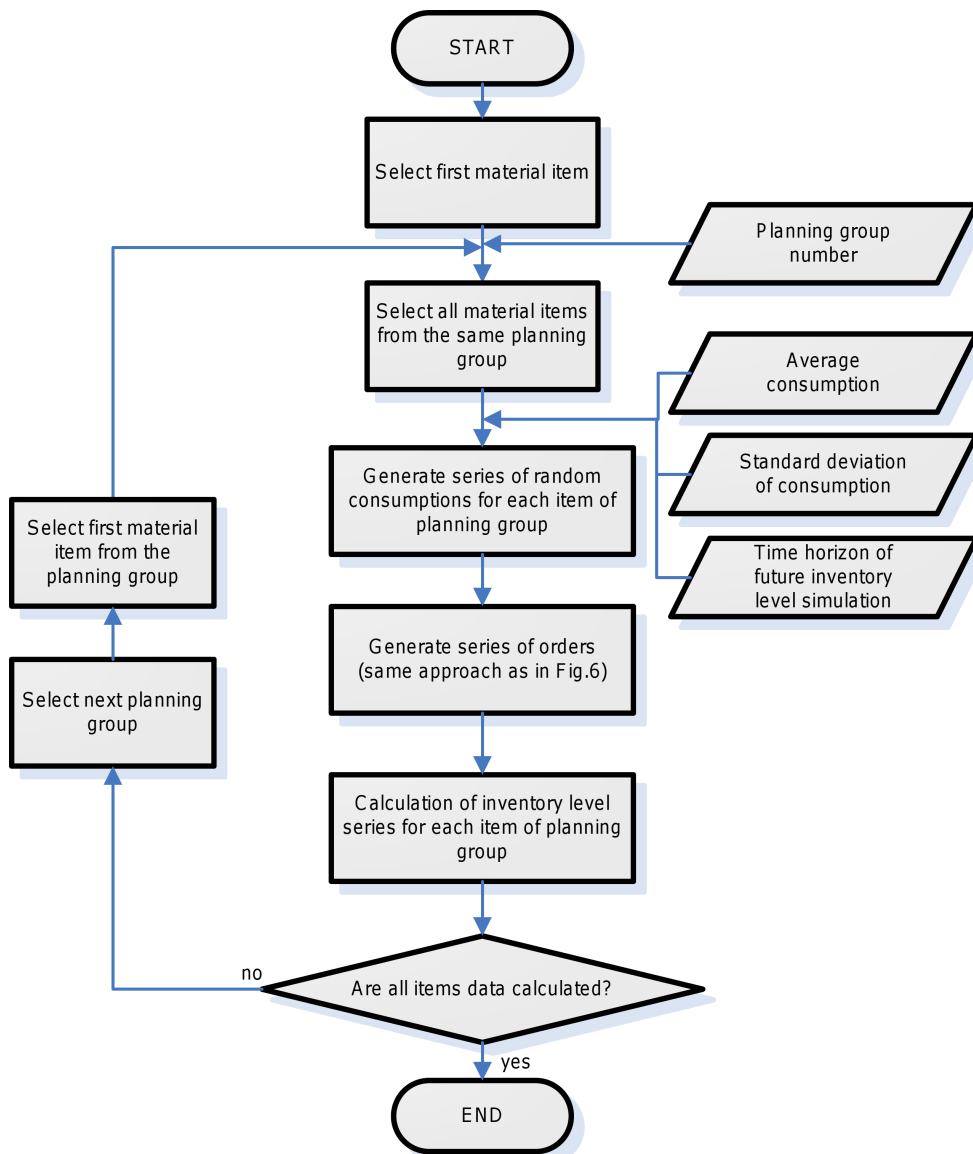 START
Select first material item
Planning group
number
Select all material items
from the same planning
group
Average
consumption
Standard deviation
of consumption
Generate series of random
consumptions for each item of
planning group
Time horizon of
future inventory
level simulation
Select first material
item from the
planning group
Generate series of orders
(same approach as in Fig.6)
Select next planning
group
Calculation of inventory level
series for each item of planning
group
no
Are all items data calculated?
yes
END